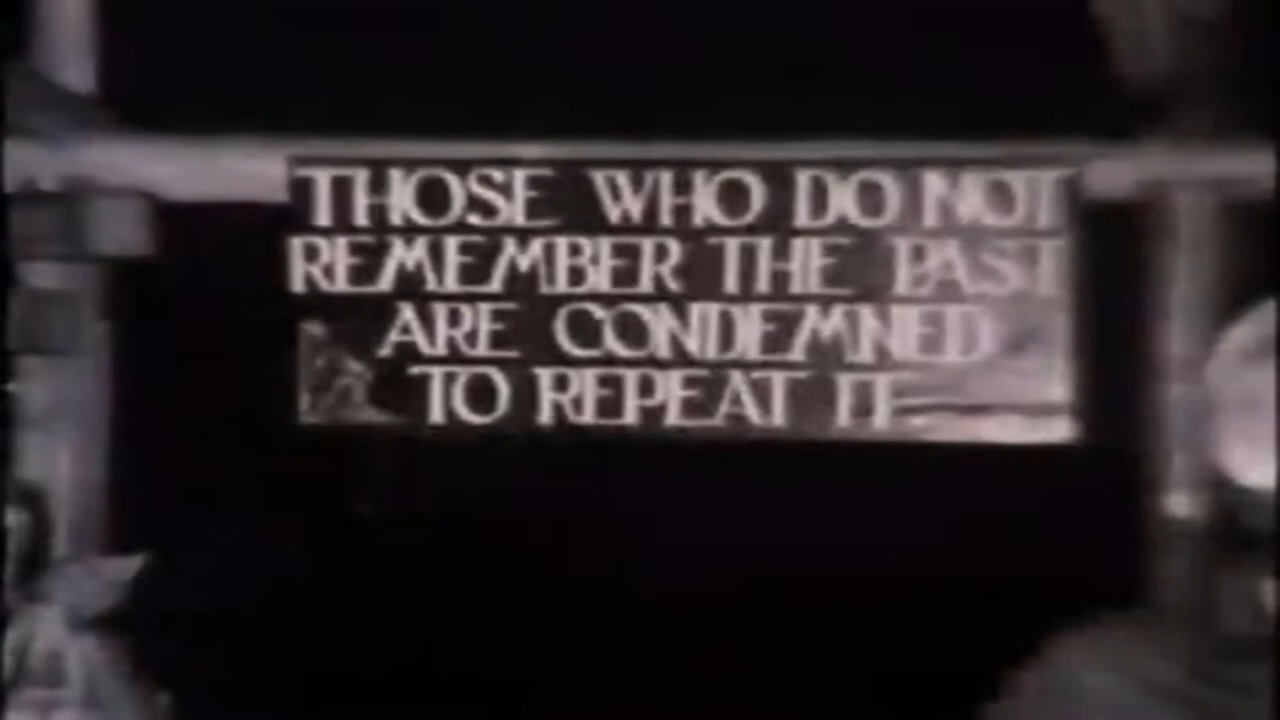 THOSE WHO DO NOT
REMEMBER THE PAST
ARE CONDEMNED
TO REPEAT IT